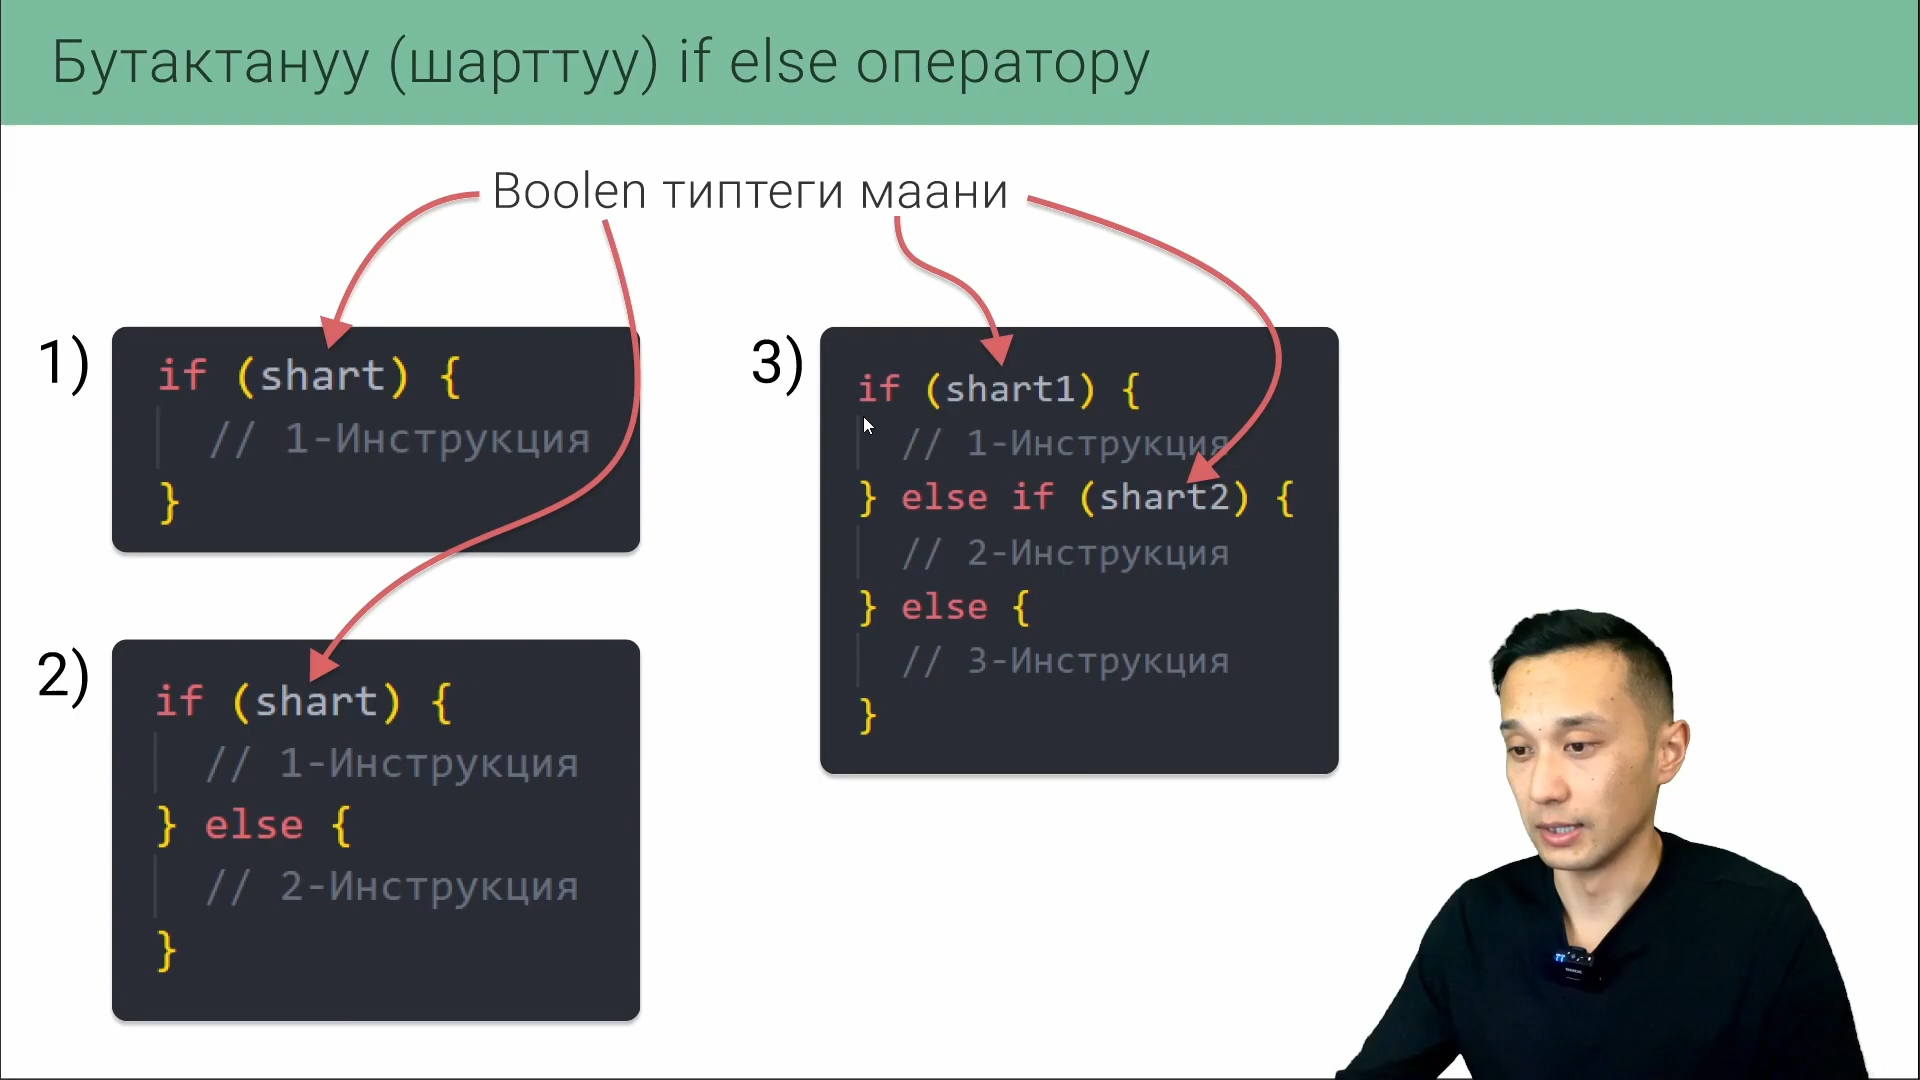 Бутактануу (шарттуу) if else оператору
Boolen типтеги маани
1)
if (shart) {
// 1-Инструкция
}
2)
if (shart) {
// 1-Инструкция
} else {
// 2-Инструкция
}
3)
if (shart1) {
// 1-Инструкция
} else if (shart2) {
// 2-Инструкция
} else {
// 3-Инструкция
}